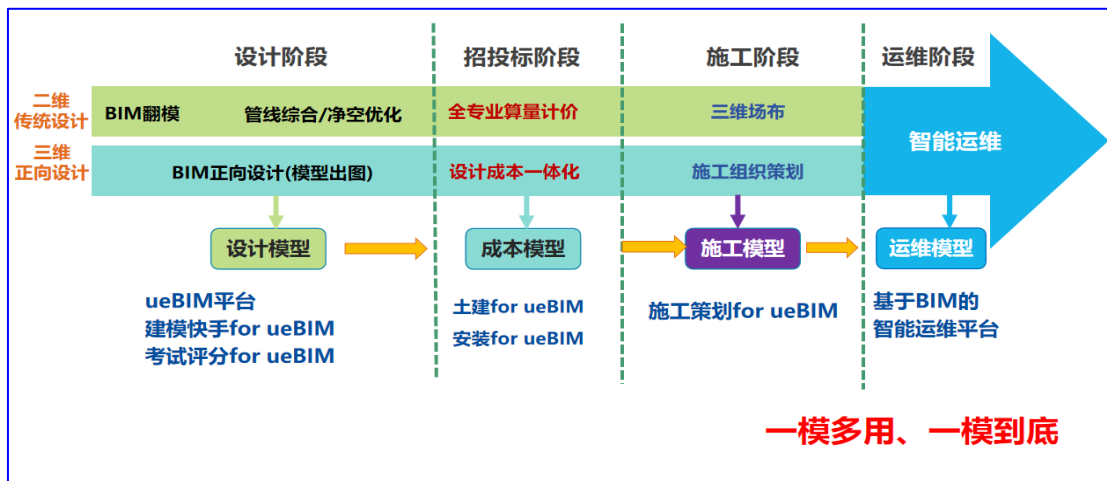 设计阶段
招投标阶段
施工阶段
运维阶段
二维
传统设计
BIM翻模
管线综合/净空优化
全专业算量计价
三维场布
智能运维
三维
正向设计
BIM正向设计(模型出图)
设计成本一体化
施工组织策划
设计模型
成本模型
施工模型
运维模型
ueBIM平台
建模快手for ueBIM
考试评分for ueBIM
土建for ueBIM
安装for ueBIM
施工策划for ueBIM
基于BIM的
智能运维平台
一模多用、一模到底